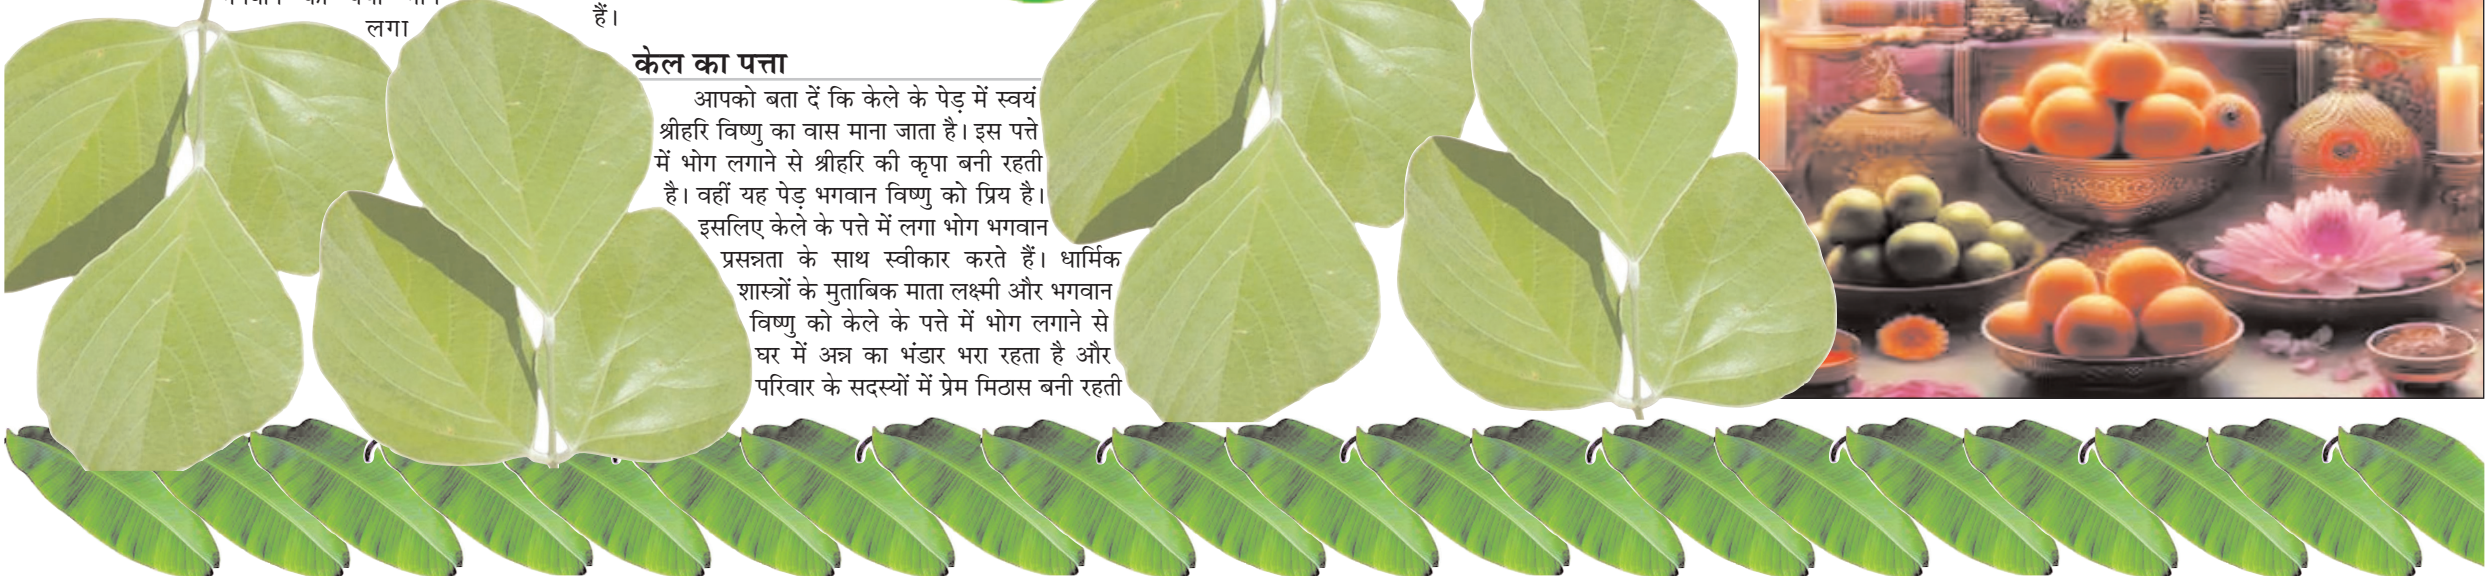 लगा
हैं।
केल का पत्ता
आपको बता दें कि केले के पेड़ में स्वयं
श्रीहरि विष्णु का वास माना जाता है। इस पत्ते
में भोग लगाने से श्रीहरि की कृपा बनी रहती
है। वहीं यह पेड़ भगवान विष्णु को प्रिय है।
इसलिए केले के पत्ते में लगा भोग भगवान
प्रसन्नता के साथ स्वीकार करते हैं। धार्मिक
शास्त्रों के मुताबिक माता लक्ष्मी और भगवान
विष्णु को केले के पत्ते में भोग लगाने से
घर में अन्न का भंडार भरा रहता है और
परिवार के सदस्यों में प्रेम मिठास बनी रहती